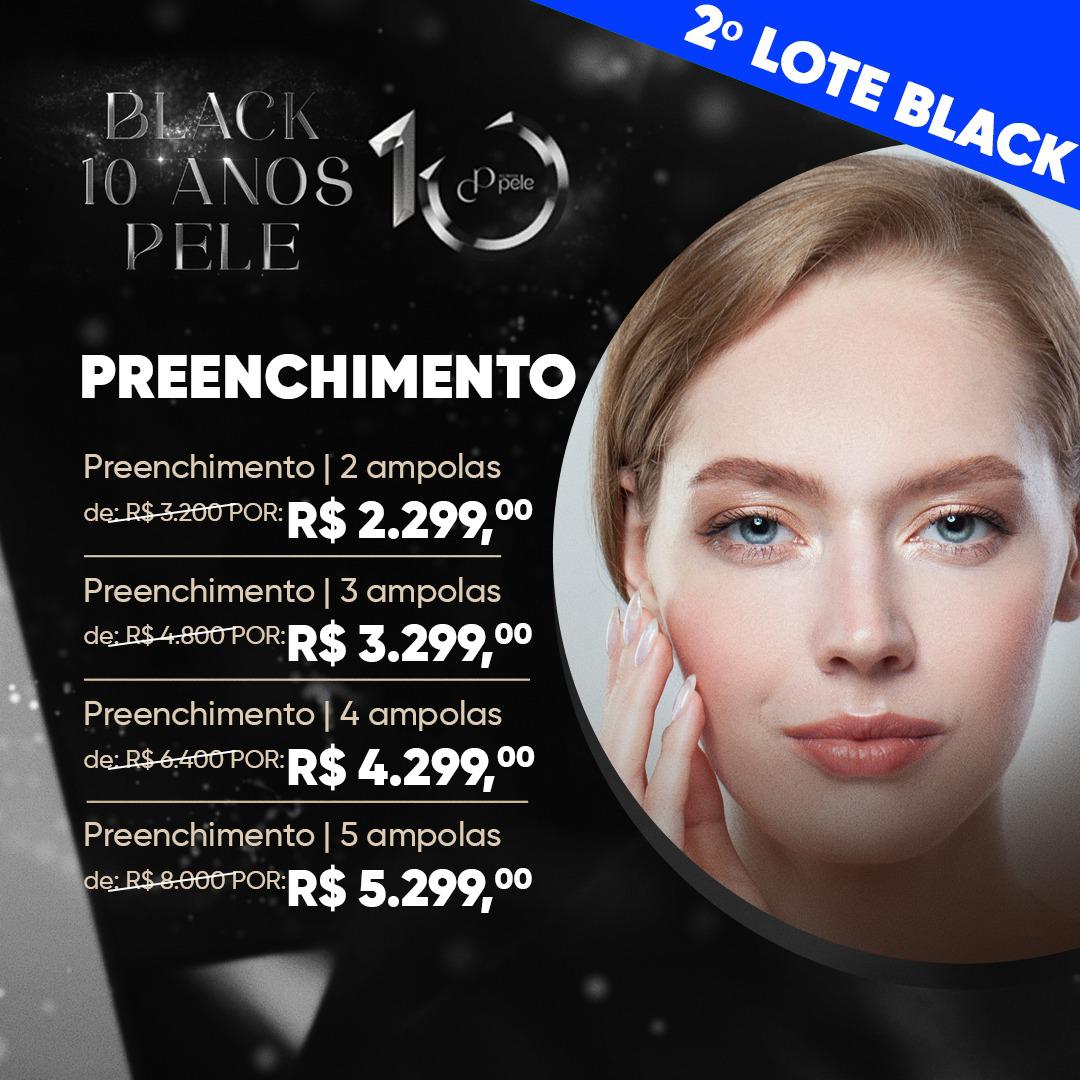 2º LOTE BLACK
BLACK
10 ANOS
PELE
10
pele
PREENCHIMENTO
Preenchimento | 2 ampolas
de: R$ 3.200 POR: R$ 2.299,00
Preenchimento | 3 ampolas
de: R$ 4.800 POR: R$ 3.299,00
Preenchimento | 4 ampolas
de: R$ 6.400 POR: R$ 4.299,00
Preenchimento | 5 ampolas
de: R$ 8.000 POR: R$ 5.299,00